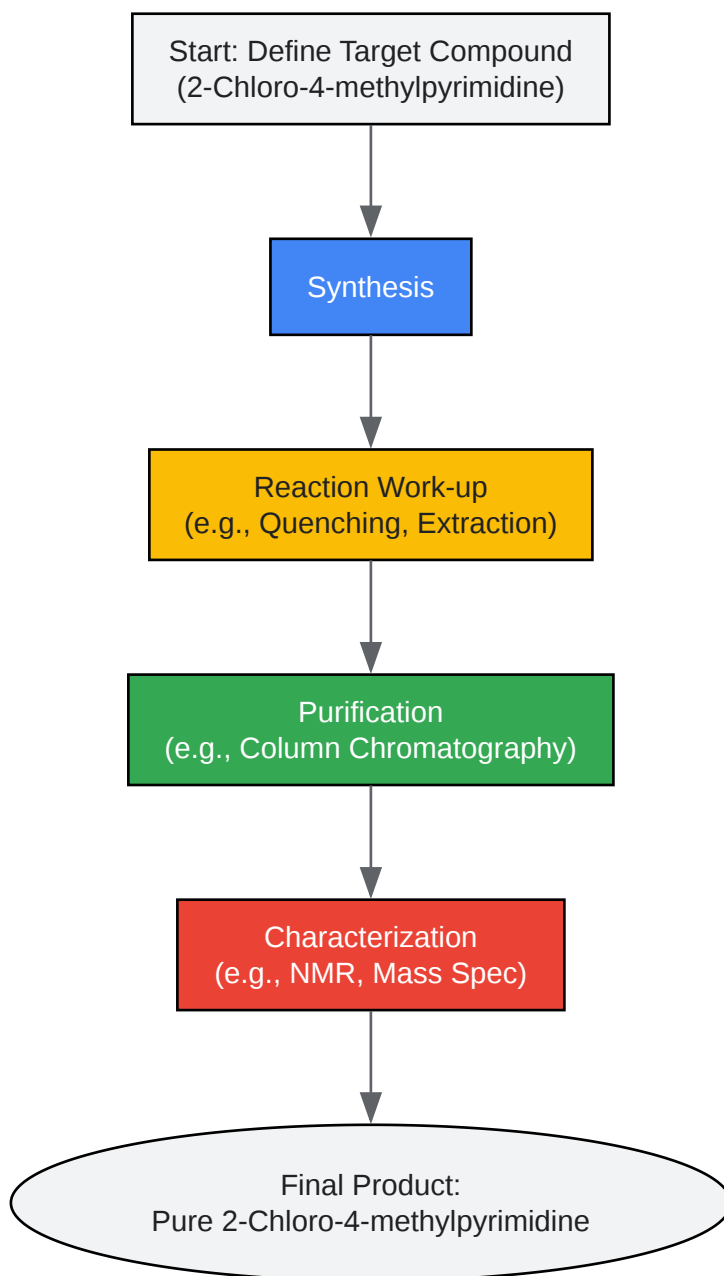 Start: Define Target Compound
(2-Chloro-4-methylpyrimidine)
Synthesis
Reaction Work-up
(e.g., Quenching, Extraction)
Purification
(e.g., Column Chromatography)
Characterization
(e.g., NMR, Mass Spec)
Final Product:
Pure 2-Chloro-4-methylpyrimidine